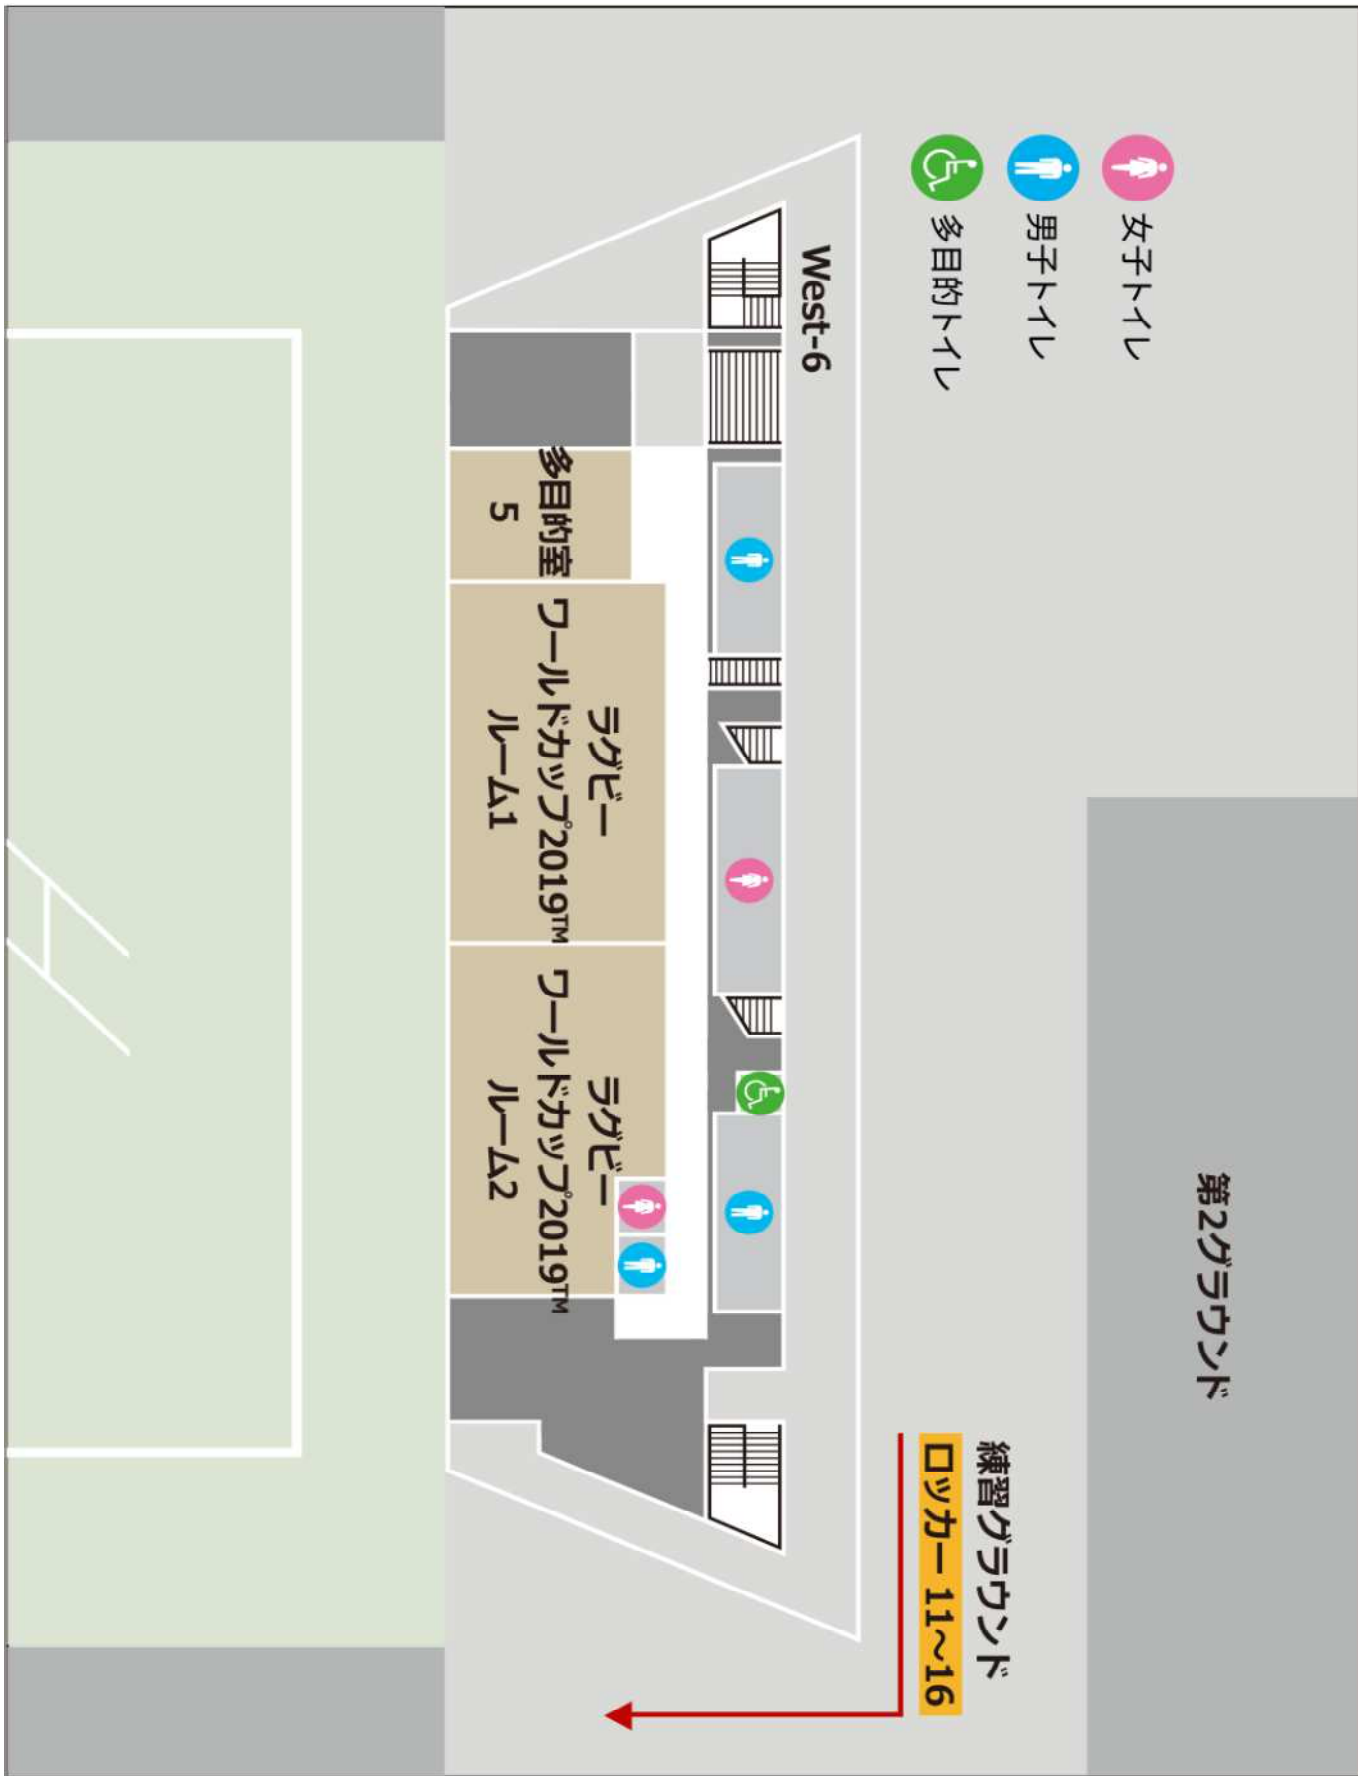 女子トイレ
男子トイレ
多目的トイレ
West-6
多目的室
5
ラグビー
ワールドカップ2019™
ルーム1
ラグビー
ワールドカップ2019™
ルーム2
第2グラウンド
練習グラウンド
ロッカー 11～16